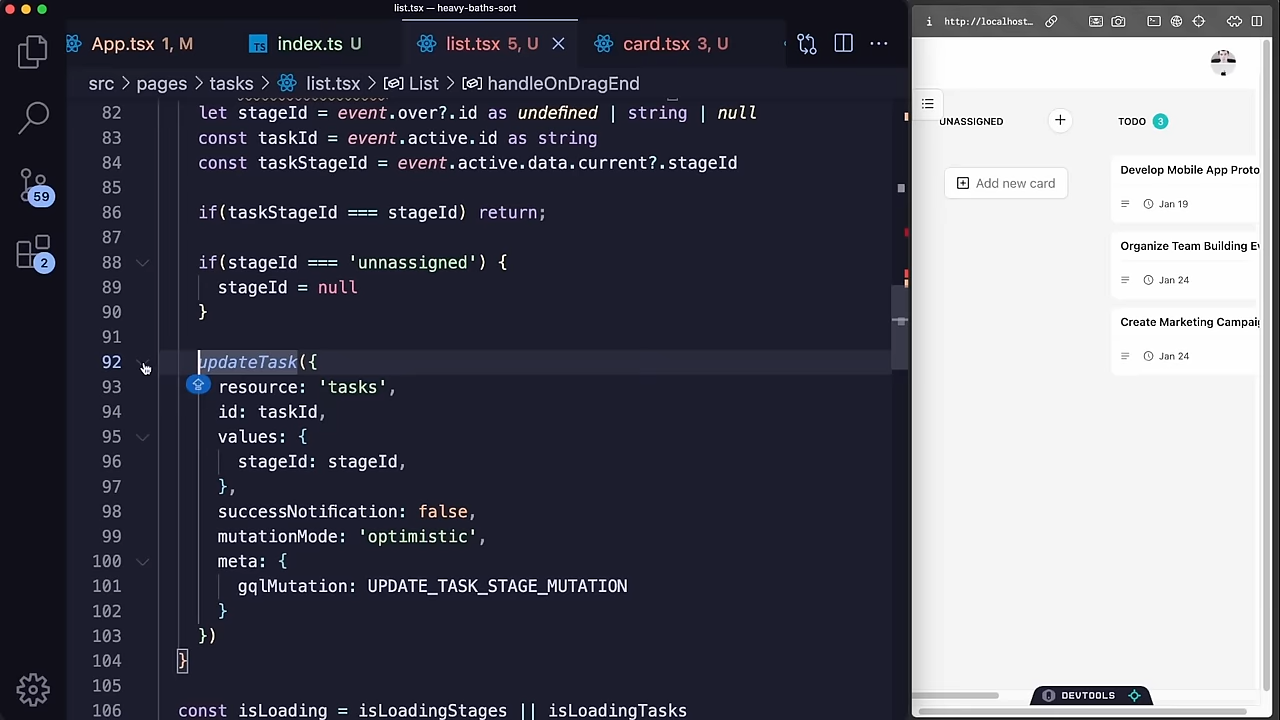 list.tsx — heavy-baths-sort
App.tsx 1, M
TS index.ts U
list.tsx 5, U
card.tsx 3, U
http://localhost...
src > pages > tasks > list.tsx > List > handleOnDragEnd
82 let stageId = event.over?.id as undefined | string | null
83 const taskId = event.active.id as string
84 const taskStageId = event.active.data.current?.stageId
85
86 if(taskStageId === stageId) return;
87
88 if(stageId === 'unnassigned') {
89 stageId = null
90 }
91
92 updateTask({
93 resource: 'tasks',
94 id: taskId,
95 values: {
96 stageId: stageId,
97 },
98 successNotification: false,
99 mutationMode: 'optimistic',
100 meta: {
101 gqlMutation: UPDATE_TASK_STAGE_MUTATION
102 }
103 })
104 }
105
106 const isLoading = isLoadingStages || isLoadingTasks
59
2
UNASSIGNED
Add new card
TODO 3
Develop Mobile App Proto
Jan 19
Organize Team Building Ev
Jan 24
Create Marketing Campaig
Jan 24
DEVTOOLS